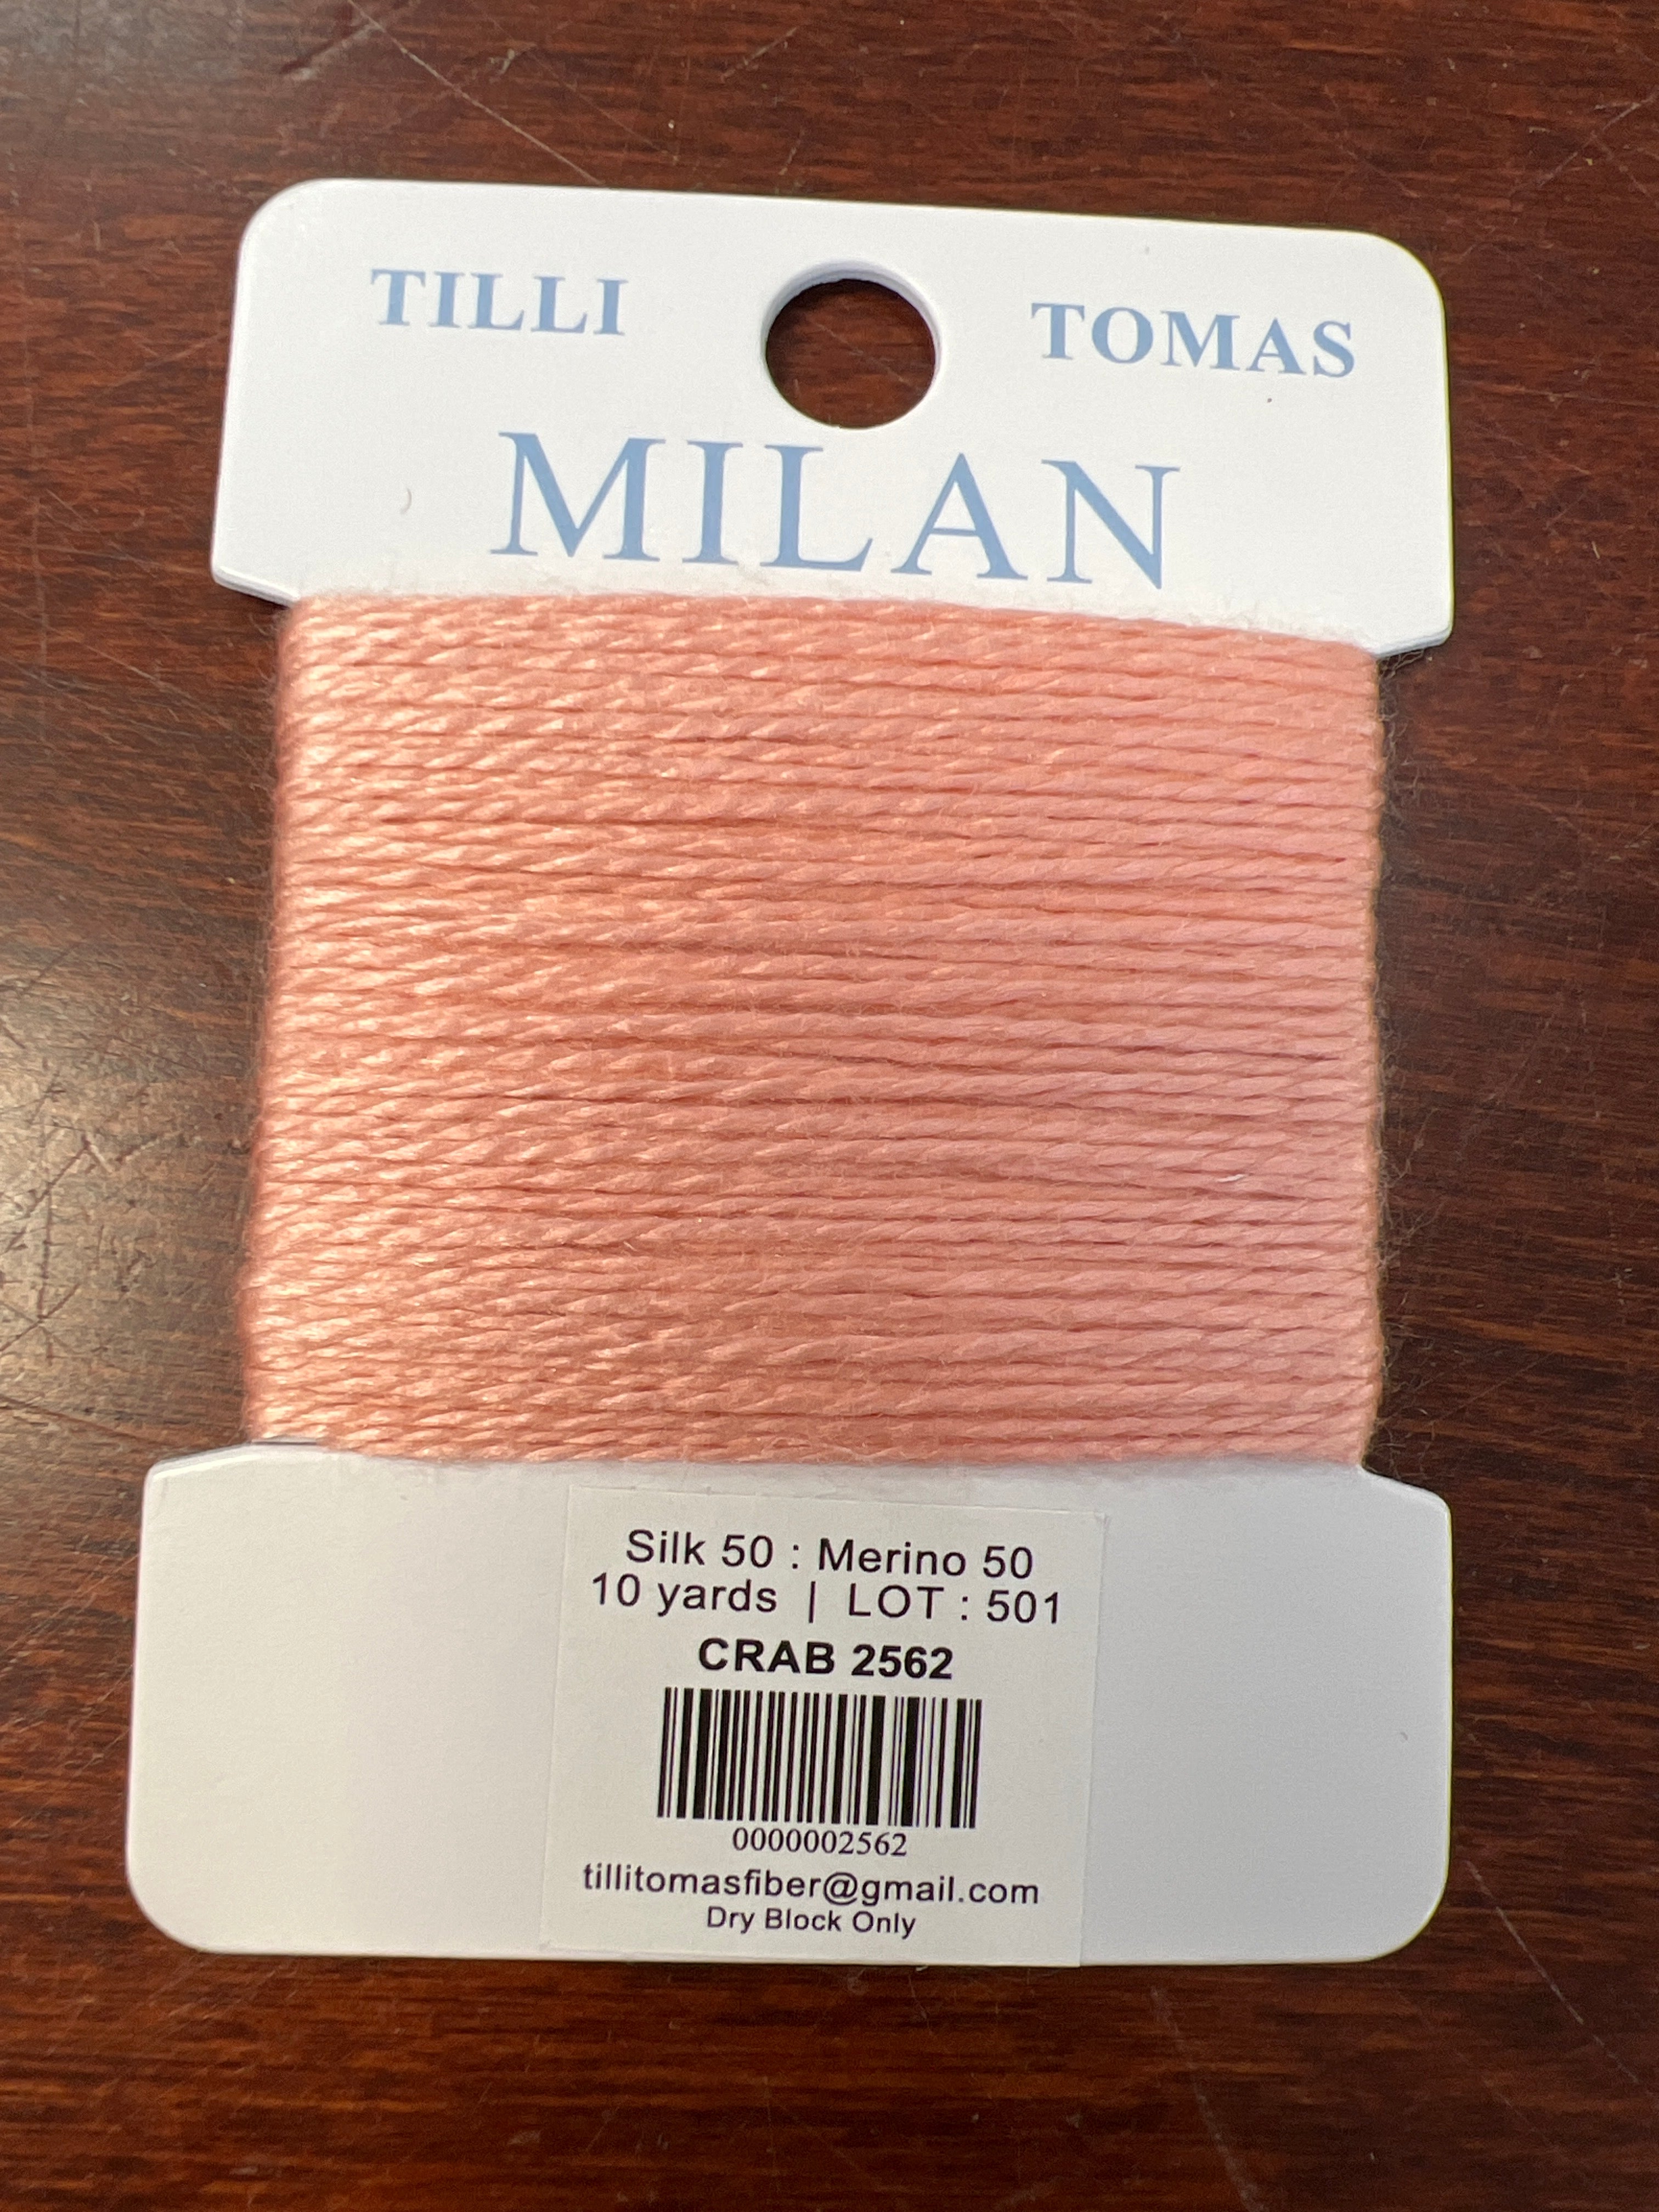 TILLI TOMAS
MILAN
Silk 50 : Merino 50
10 yards | LOT : 501
CRAB 2562
0000002562
tillitomasfiber@gmail.com
Dry Block Only